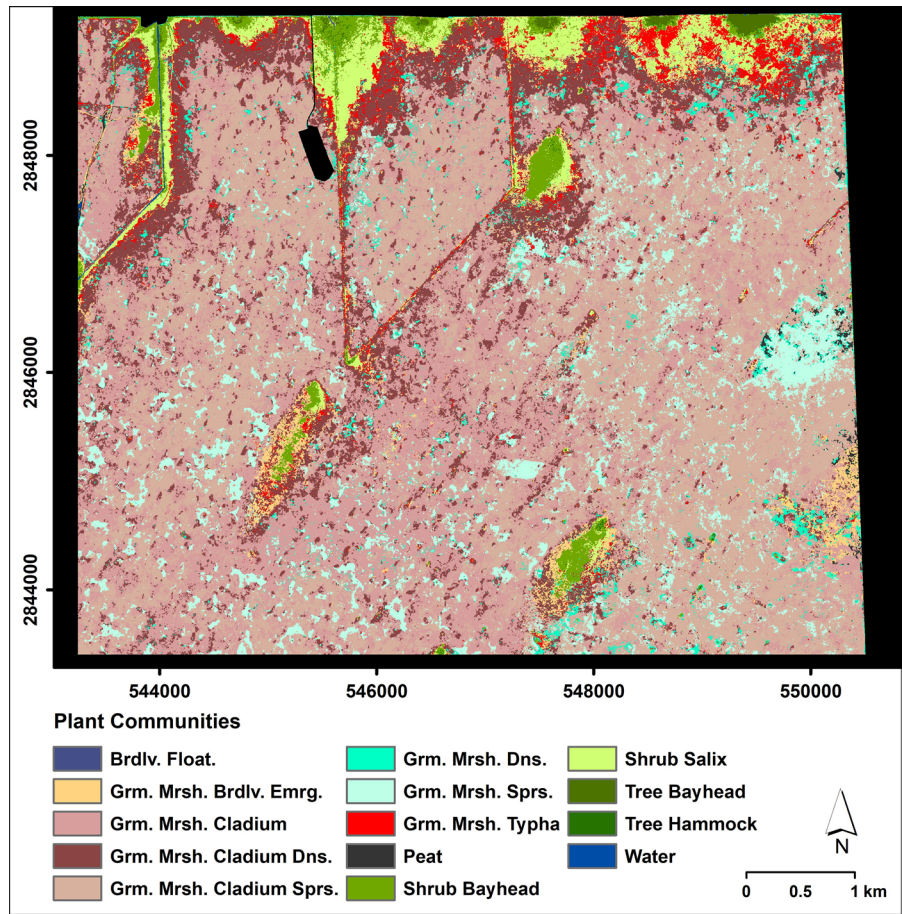 2848000
2846000
2844000
544000 546000 548000 550000
Plant Communities
Brdlv. Float.
Grm. Mrsh. Brdlv. Emrg.
Grm. Mrsh. Cladium
Grm. Mrsh. Cladium Dns.
Grm. Mrsh. Cladium Sprs.
Grm. Mrsh. Dns.
Grm. Mrsh. Sprs.
Grm. Mrsh. Typha
Peat
Shrub Bayhead
Shrub Salix
Tree Bayhead
Tree Hammock
Water
N
0 0.5 1 km